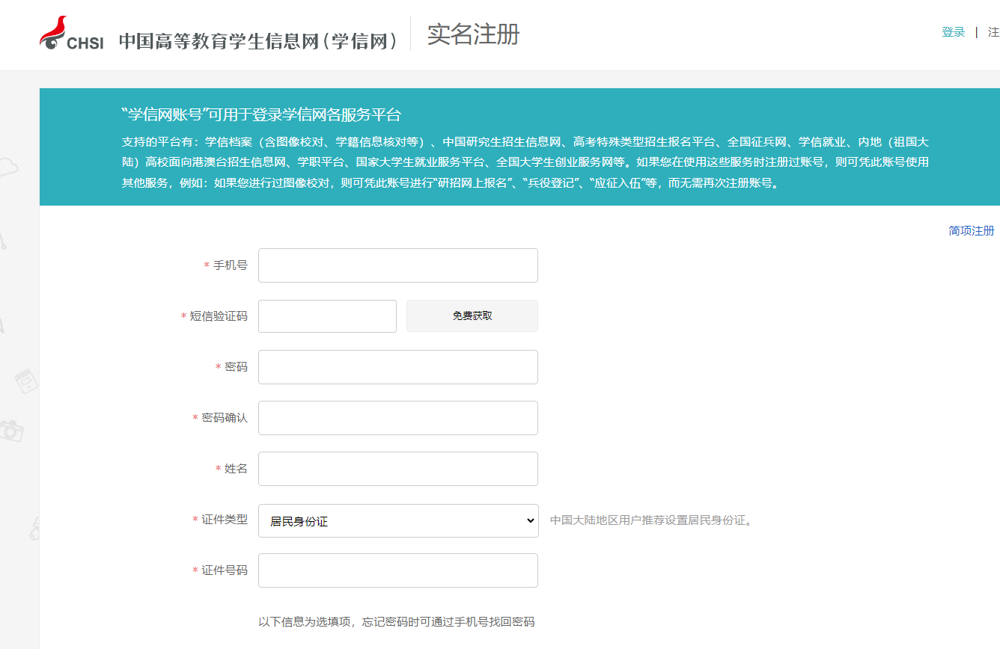 CHSI 中国高等教育学生信息网(学信网) 实名注册
登录 | 注
“学信网账号”可用于登录学信网各服务平台
支持的平台有：学信档案（含图像校对、学籍信息核对等）、中国研究生招生信息网、高考特殊类型招生报名平台、全国征兵网、学信就业、内地（祖国大
陆）高校面向港澳台招生信息网、学职平台、国家大学生就业服务平台、全国大学生创业服务网等。如果您在使用这些服务时注册过账号，则可凭此账号使用
其他服务，例如：如果您进行过图像校对，则可凭此账号进行“研招网上报名”、“兵役登记”、“应征入伍”等，而无需再次注册账号。
简项注册
* 手机号
* 短信验证码 免费获取
* 密码
* 密码确认
* 姓名
* 证件类型 居民身份证 中国大陆地区用户推荐设置居民身份证。
* 证件号码
以下信息为选填项，忘记密码时可通过手机号找回密码